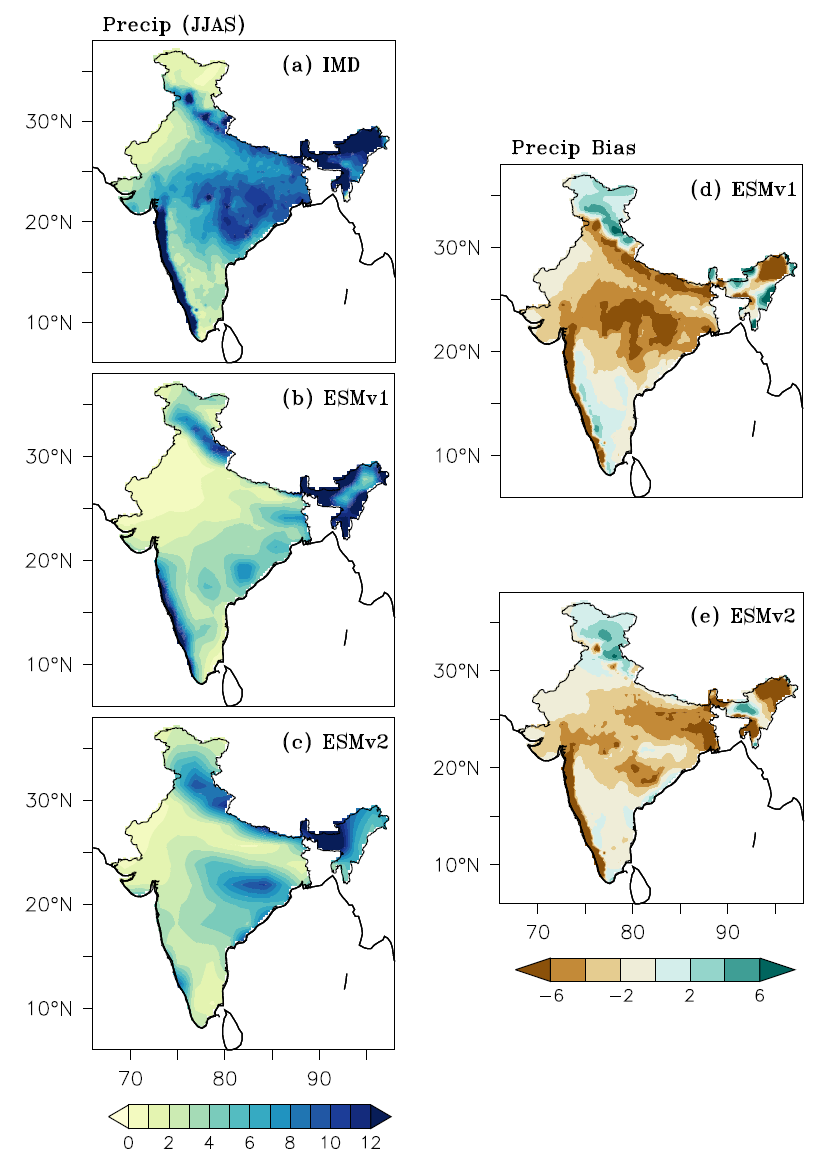 Precip (JJAS)
(a) IMD
30°N
20°N
10°N
(b) ESMv1
30°N
20°N
10°N
(c) ESMv2
30°N
20°N
10°N
70 80 90
0 2 4 6 8 10 12
Precip Bias
(d) ESMv1
30°N
20°N
10°N
(e) ESMv2
30°N
20°N
10°N
70 80 90
−6 −2 2 6